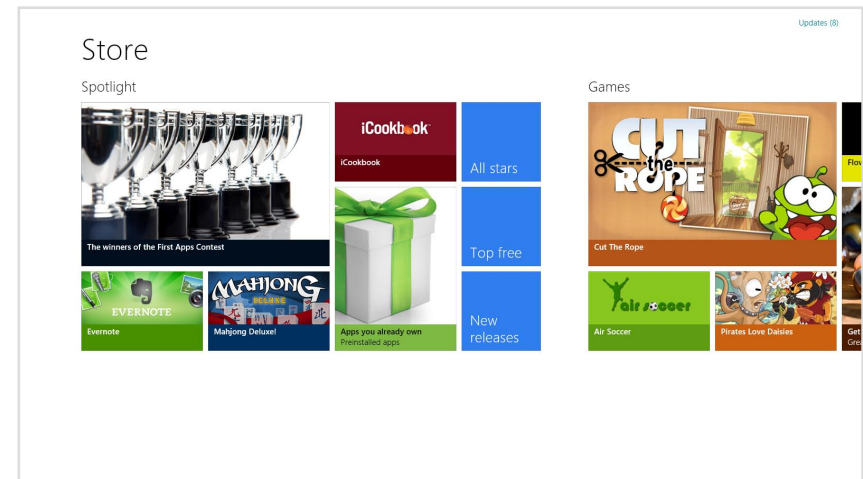 Updates (8)
Store
Spotlight
Games
iCookbook
iCookbook
All stars
CUT
the
ROPE
The winners of the First Apps Contest
Top free
Cut The Rope
EVERNOTE
Evernote
MAHJONG
DELUXE
Mahjong Deluxe!
Apps you already own
Preinstalled apps
New
releases
air soccer
Air Soccer
Pirates Love Daisies
Get